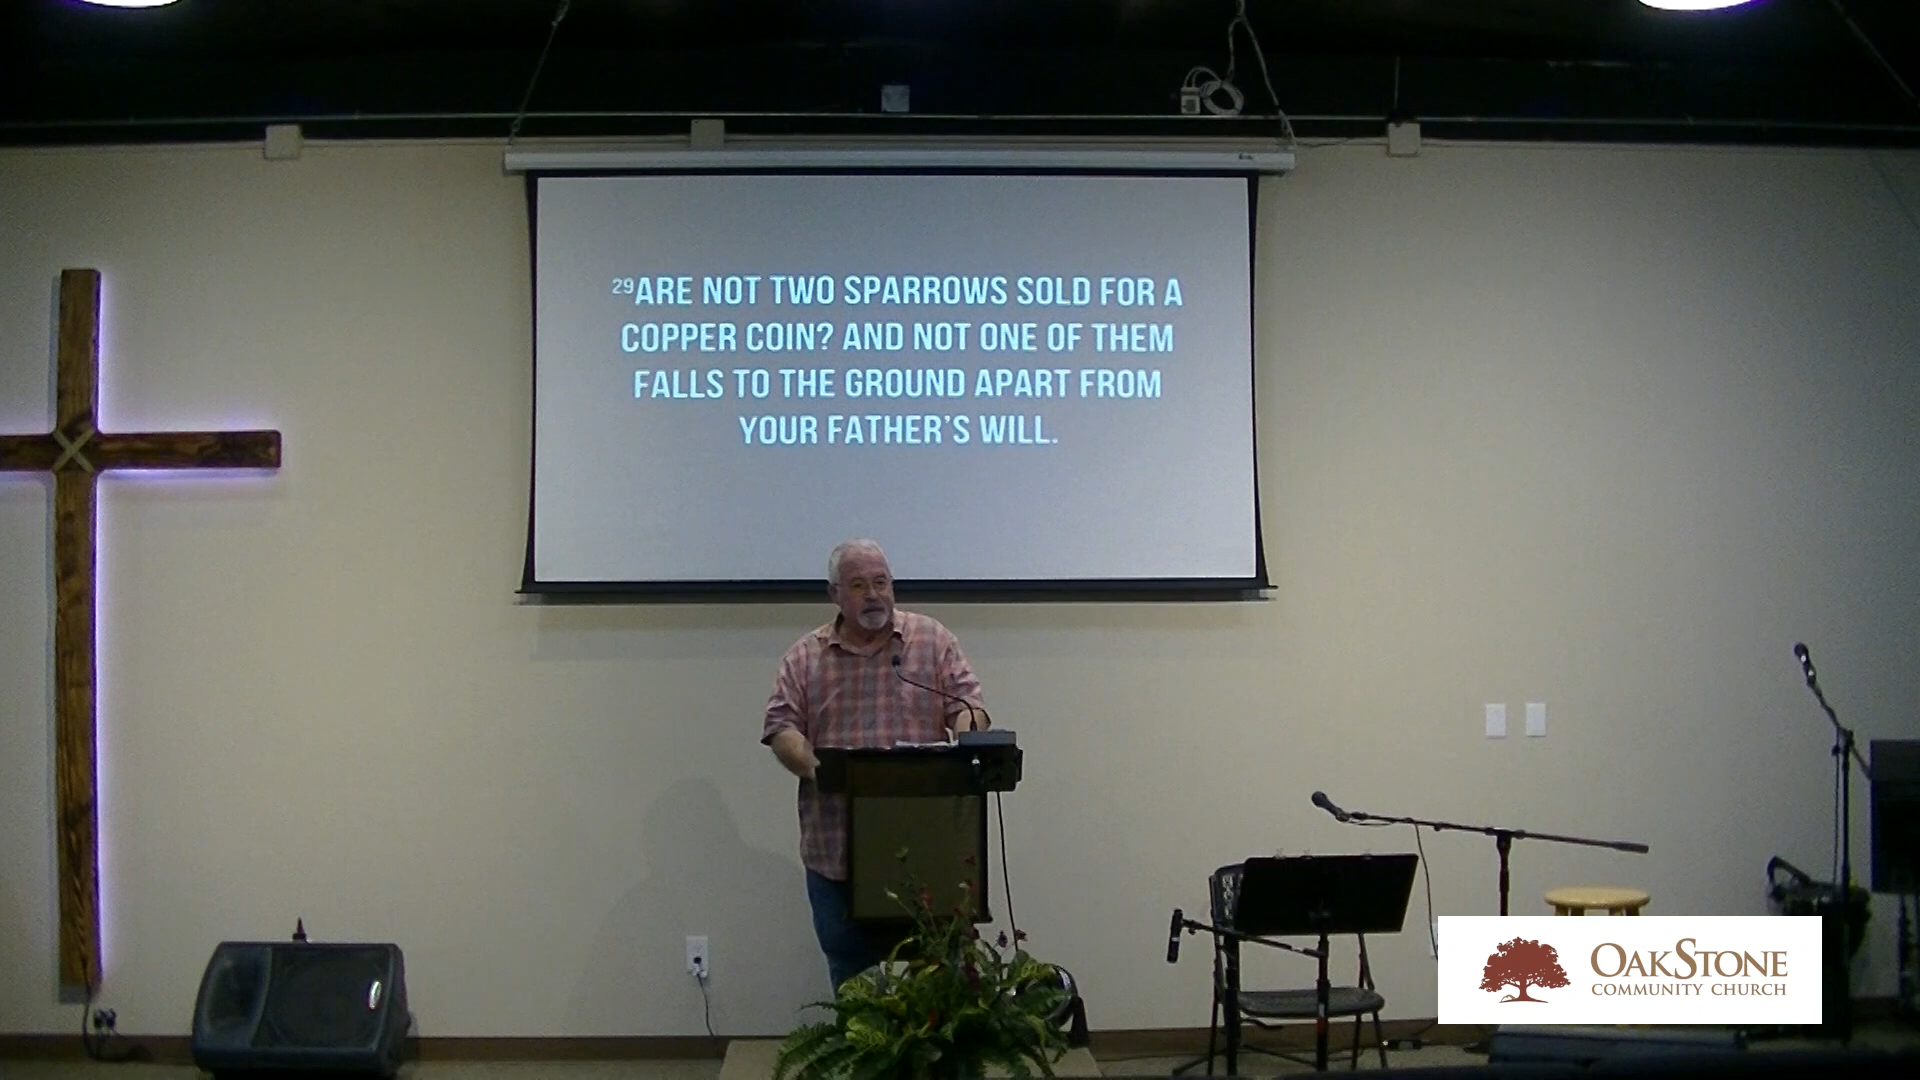 29ARE NOT TWO SPARROWS SOLD FOR A
COPPER COIN? AND NOT ONE OF THEM
FALLS TO THE GROUND APART FROM
YOUR FATHER'S WILL.
OAKSTONE
COMMUNITY CHURCH